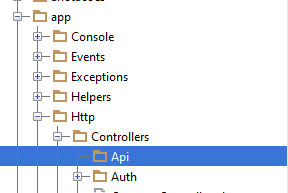 app
Console
Events
Exceptions
Helpers
Http
Controllers
Api
Auth